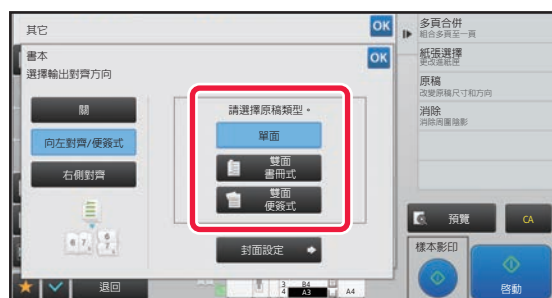 其它
OK
書本
OK
選擇輸出對齊方向
關
向左對齊/便簽式
右側對齊
請選擇原稿類型。
單面
雙面
書冊式
雙面
便簽式
封面設定
多頁合併
組合多頁至一頁
紙張選擇
更改進紙匣
原稿
改變原稿尺寸和方向
消除
消除周圍陰影
預覽
CA
樣本影印
啓動
退回
3 B4
4 A3
A4
6 7